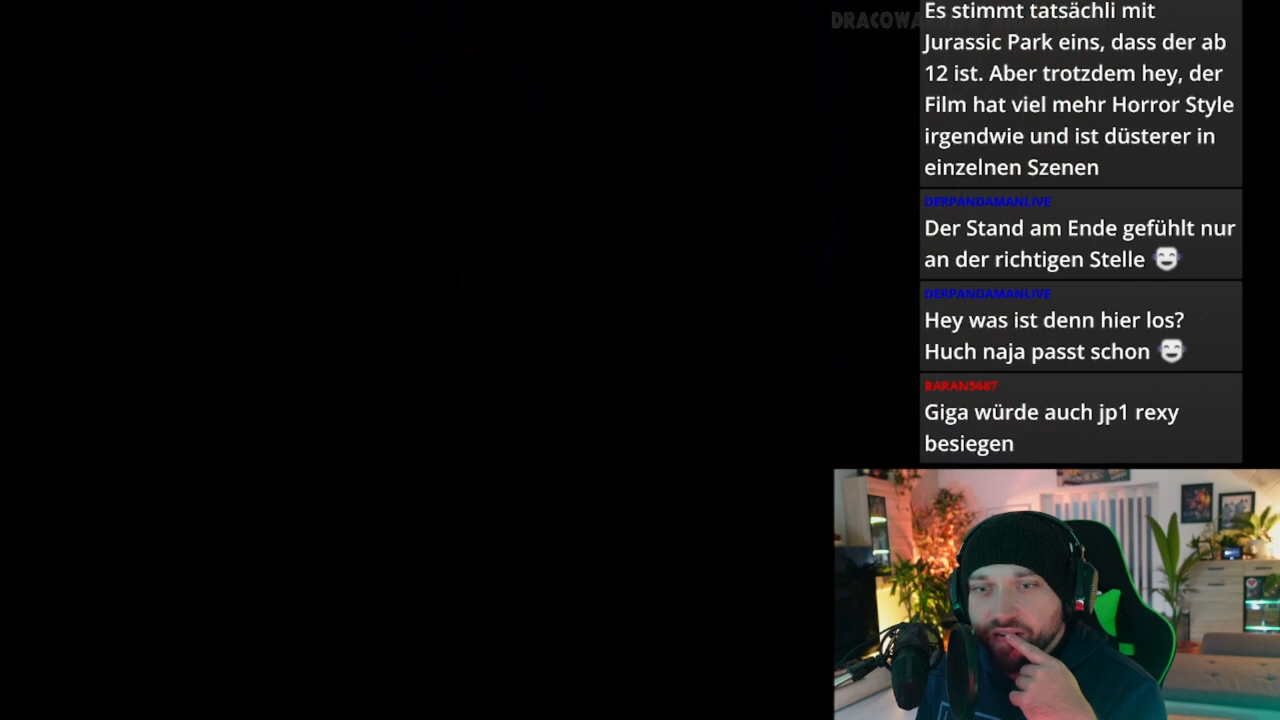 DRACOWA
Es stimmt tatsächli mit
Jurassic Park eins, dass der ab
12 ist. Aber trotzdem hey, der
Film hat viel mehr Horror Style
irgendwie und ist düsterer in
einzelnen Szenen
DERPANDAMANLIVE
Der Stand am Ende gefühlt nur
an der richtigen Stelle
DERPANDAMANLIVE
Hey was ist denn hier los?
Huch naja passt schon
BARAN5687
Giga würde auch jp1 rexy
besiegen